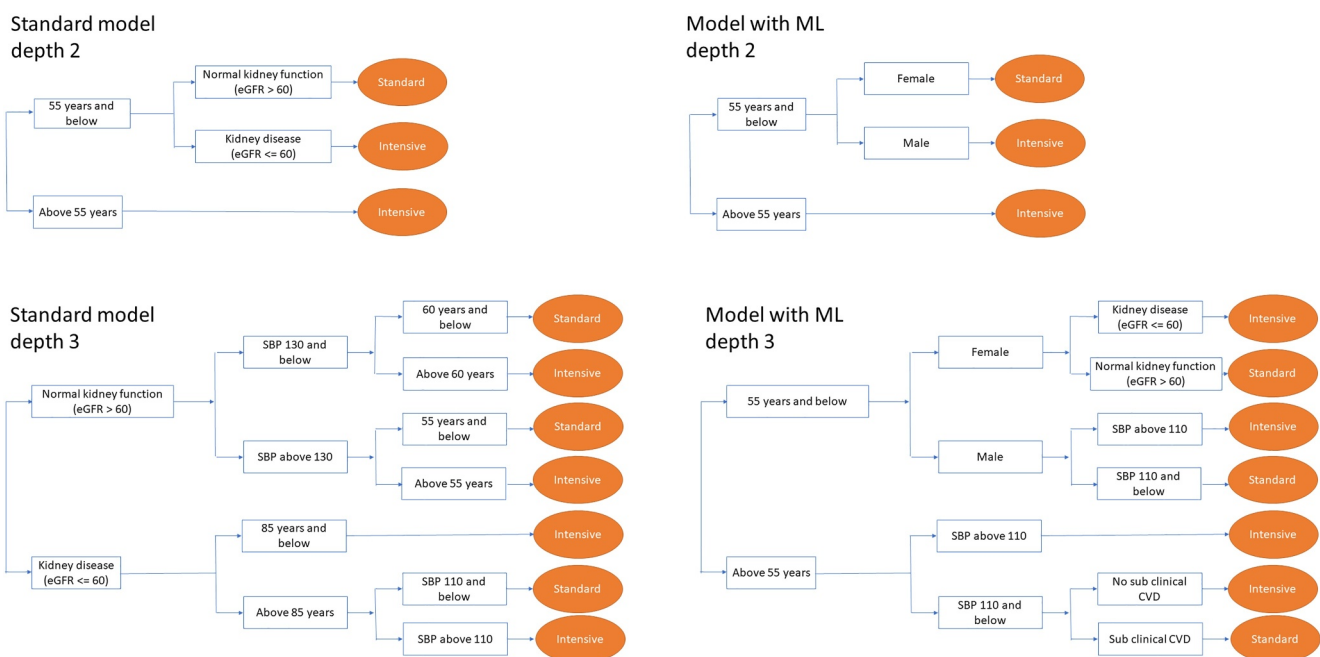 Standard model
depth 2
55 years and
below
Normal kidney function
(eGFR > 60)
Standard
Kidney disease
(eGFR <= 60)
Intensive
Above 55 years
Intensive
Model with ML
depth 2
55 years and
below
Female
Standard
Male
Intensive
Above 55 years
Intensive
Standard model
depth 3
Normal kidney function
(eGFR > 60)
SBP 130 and
below
60 years and
below
Standard
Above 60 years
Intensive
SBP above 130
55 years and
below
Standard
Above 55 years
Intensive
Kidney disease
(eGFR <= 60)
85 years and
below
Intensive
Above 85 years
SBP 110 and
below
Standard
SBP above 110
Intensive
Model with ML
depth 3
55 years and below
Female
Kidney disease
(eGFR <= 60)
Intensive
Normal kidney function
(eGFR > 60)
Standard
Male
SBP above 110
Intensive
SBP 110 and
below
Standard
Above 55 years
SBP above 110
Intensive
SBP 110 and
below
No sub clinical
CVD
Intensive
Sub clinical CVD
Standard